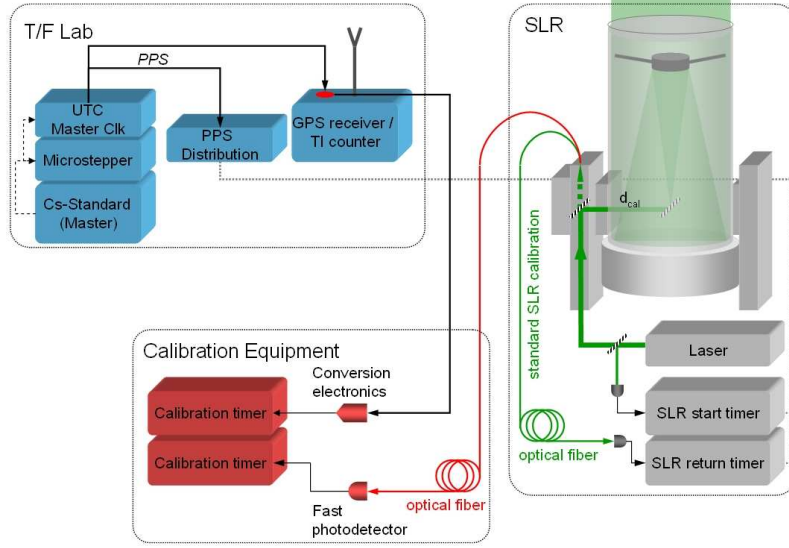 T/F Lab
PPS
UTC
Master Clk
Microstepper
Cs-Standard
(Master)
PPS
Distribution
GPS receiver /
TI counter
SLR
d_cal
standard SLR calibration
Laser
SLR start timer
SLR return timer
optical fiber
Calibration Equipment
Conversion
electronics
Calibration timer
Calibration timer
Fast
photodetector
optical fiber